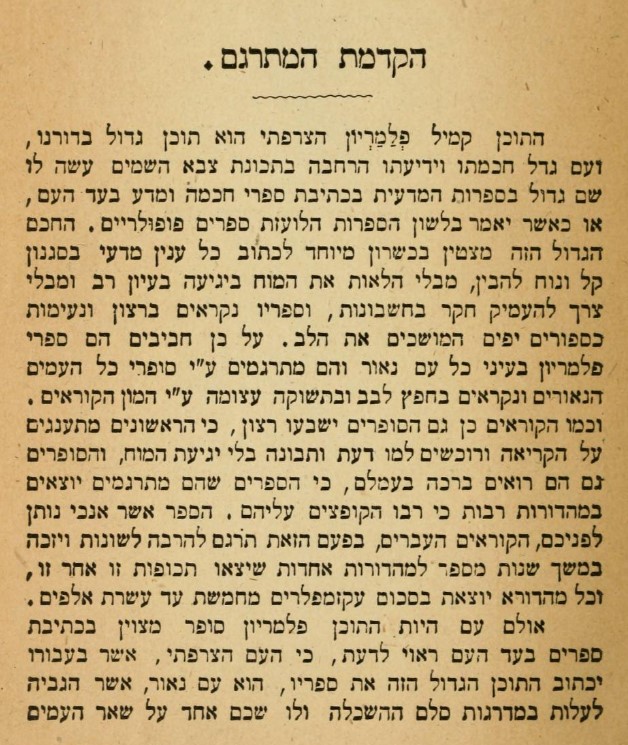 הקדמת המתרגם.
התוכן קמיל פְלַמַרְיוֹן הצרפתי הוא תוכן גדול בדורנו,
ועם גדל חכמתו וידיעתו הרחבה בתכונת צבא השמים עשה לו
שם גדול בספרות המדעית בכתיבת ספרי חכמה ומדע בעד העם,
או כאשר יאמר בלשון הספרות הלועזת ספרים פופולריים. החכם
הגדול הזה מצטין בכשרון מיוחד לכתוב כל ענין מדעי בסגנון
קל ונוח להבין, מבלי הלאות את המוח ביגיעה בעיון רב ומבלי
צרך להעמיק חקר בחשבונות, וספריו נקראים ברצון ונעימות
כספורים יפים המושכים את הלב. על כן חביבים הם ספרי
פלמריון בעיני כל עם נאור והם מתרגמים ע"י סופרי כל העמים
הנאורים ונקראים בחפץ לבב ובתשוקה עצומה ע"י המון הקוראים.
וכמו הקוראים כן גם הסופרים ישבעו רצון, כי הראשונים מתענגים
על הקריאה ורוכשים למו דעת ותבונה בלי יגיעת המוח, והסופרים
גם הם רואים ברכה בעמלם, כי הספרים שהם מתרגמים יוצאים
במהדורות רבות כי רבו הקופצים עליהם. הספר אשר אנכי נותן
לפניכם, הקוראים העברים, בפעם הזאת תרגם להרבה לשונות ויזכה
במשך שנות מספר למהדורות אחדות שיצאו תכופות זו אחר זו,
וכל מהדורא יוצאת בסכום עקזמפלרים מחמשת עד עשרת אלפים.
אולם עם היות התוכן פלמריון סופר מצוין בכתיבת
ספרים בעד העם ראוי לדעת, כי העם הצרפתי, אשר בעבורו
יכתוב התוכן הגדול הזה את ספריו, הוא עם נאור, אשר הגביה
לעלות במדרגות סלם ההשכלה ולו שכם אחד על שאר העמים